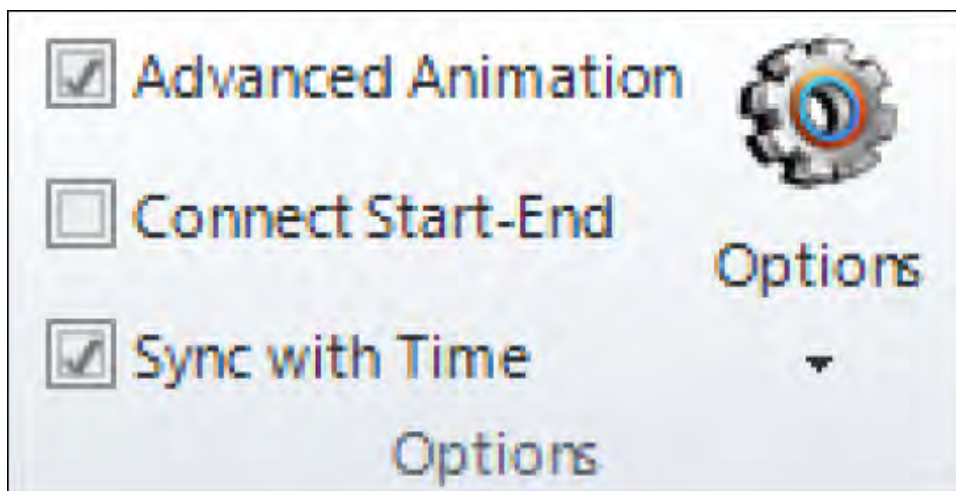 Advanced Animation
Connect Start-End
Sync with Time
Options
Options